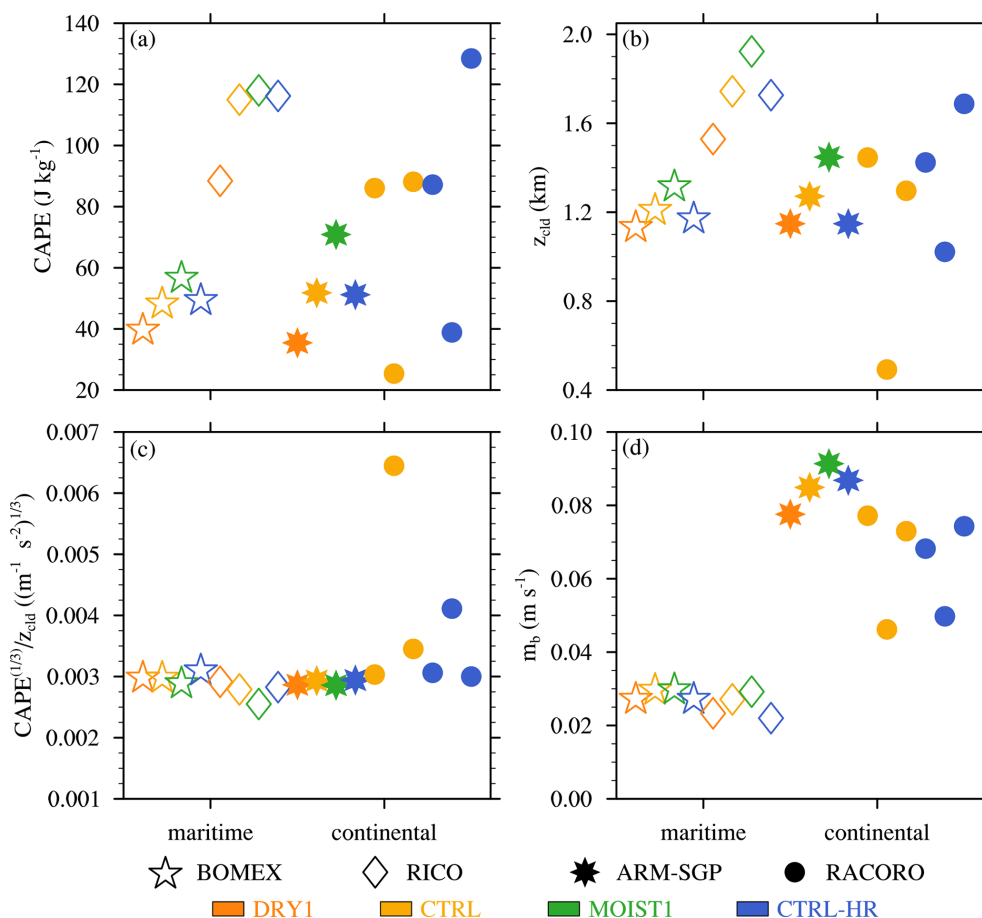 (a)
CAPE (J kg⁻¹)
140
120
100
80
60
40
20
(b)
z_cld (km)
2.0
1.6
1.2
0.8
0.4
(c)
CAPE^(1/3)/z_cld ((m⁻¹ s⁻²)^1/3)
0.007
0.006
0.005
0.004
0.003
0.002
0.001
maritime continental
(d)
m_b (m s⁻¹)
0.10
0.08
0.06
0.04
0.02
0.00
maritime continental
BOMEX RICO ARM-SGP RACORO
DRY1 CTRL MOIST1 CTRL-HR